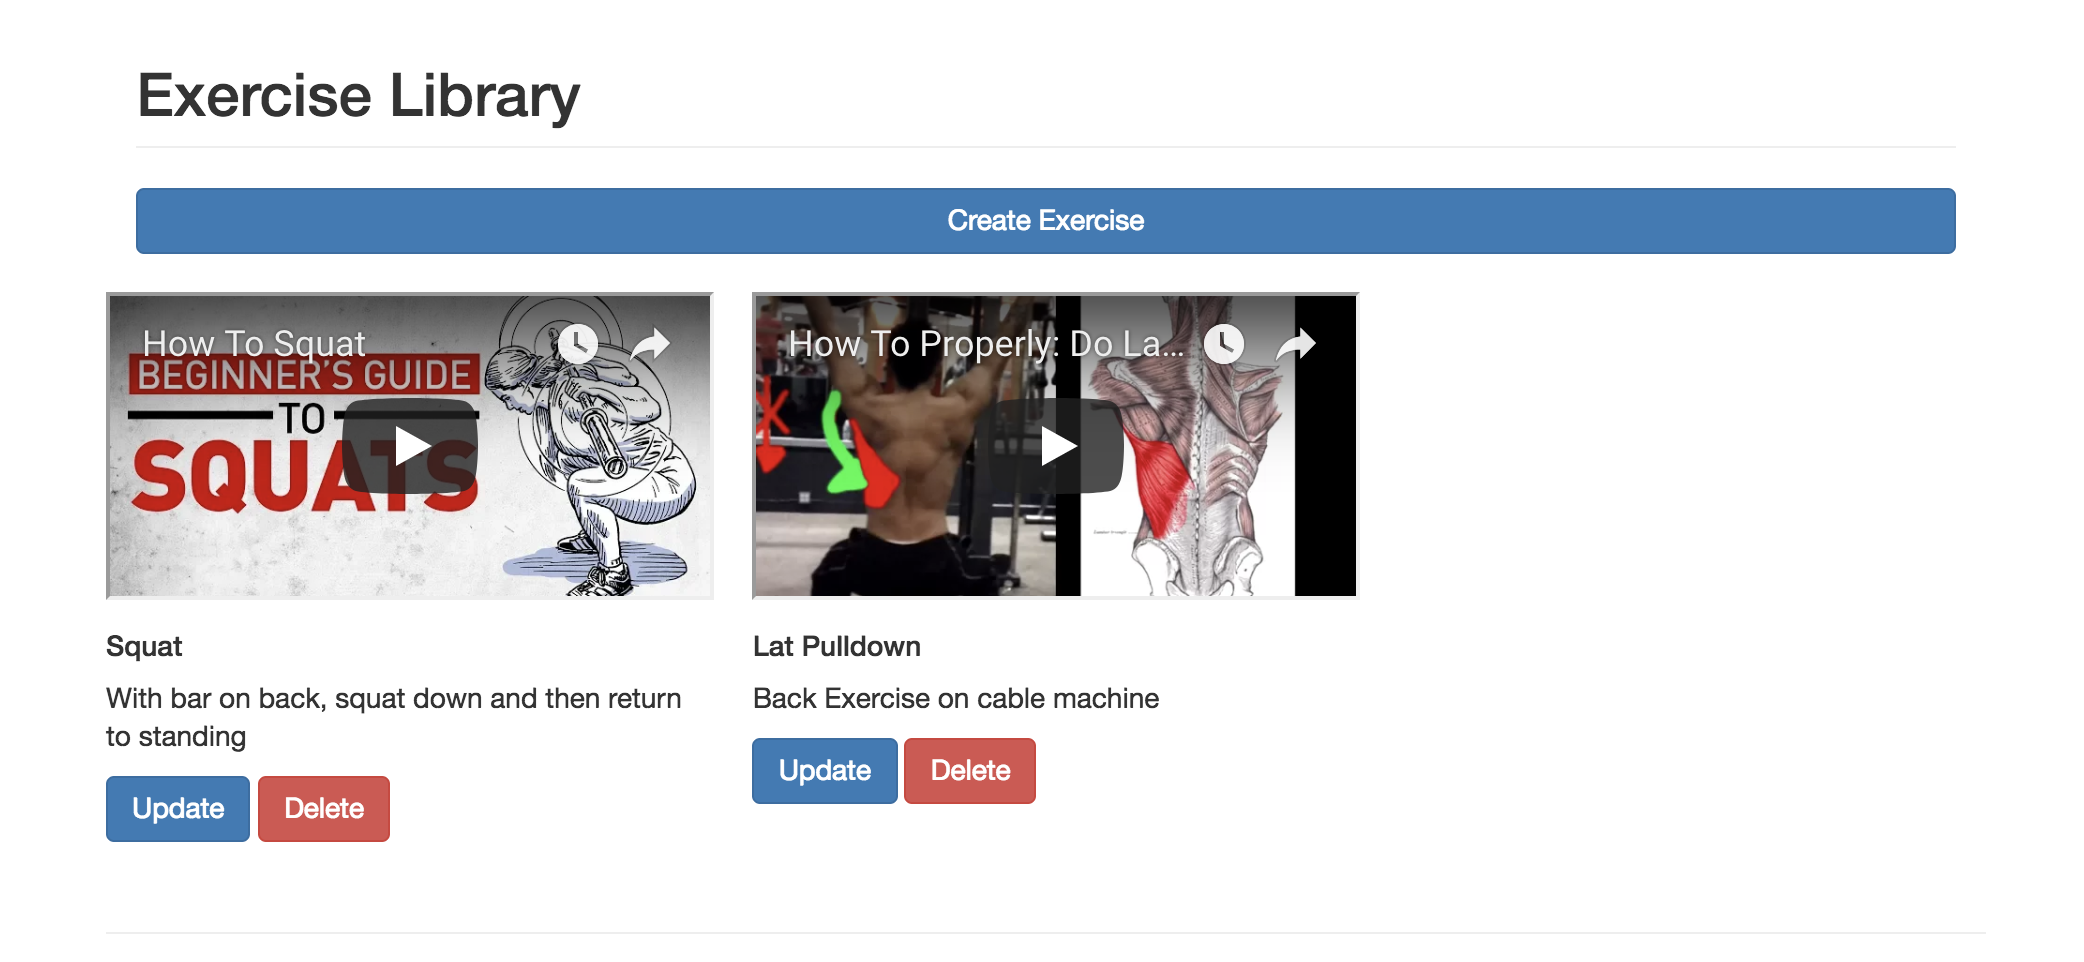 Exercise Library
Create Exercise
How To Squat
BEGINNER'S GUIDE
TO
SQUATS
Squat
With bar on back, squat down and then return
to standing
Update Delete
How To Properly: Do La...
Lat Pulldown
Back Exercise on cable machine
Update Delete